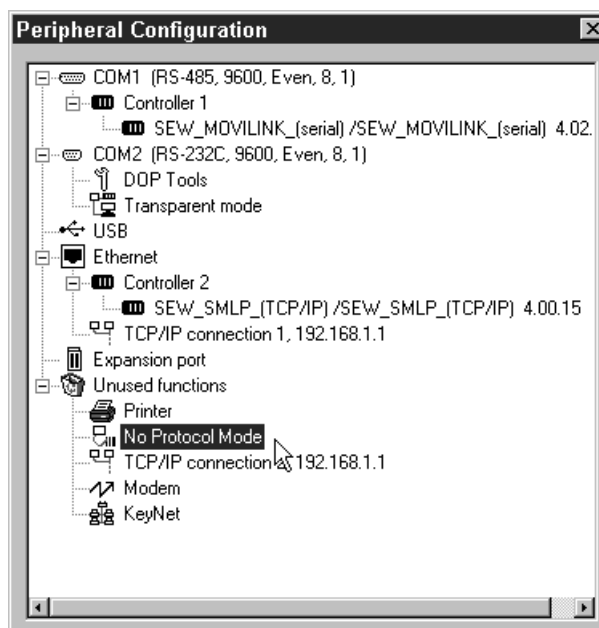 Peripheral Configuration
COM1 (RS-485, 9600, Even, 8, 1)
Controller 1
SEW_MOVILINK_(serial) /SEW_MOVILINK_(serial) 4.02.
COM2 (RS-232C, 9600, Even, 8, 1)
DOP Tools
Transparent mode
USB
Ethernet
Controller 2
SEW_SMLP_(TCP/IP) /SEW_SMLP_(TCP/IP) 4.00.15
TCP/IP connection 1, 192.168.1.1
Expansion port
Unused functions
Printer
No Protocol Mode
TCP/IP connection 192.168.1.1
Modem
KeyNet